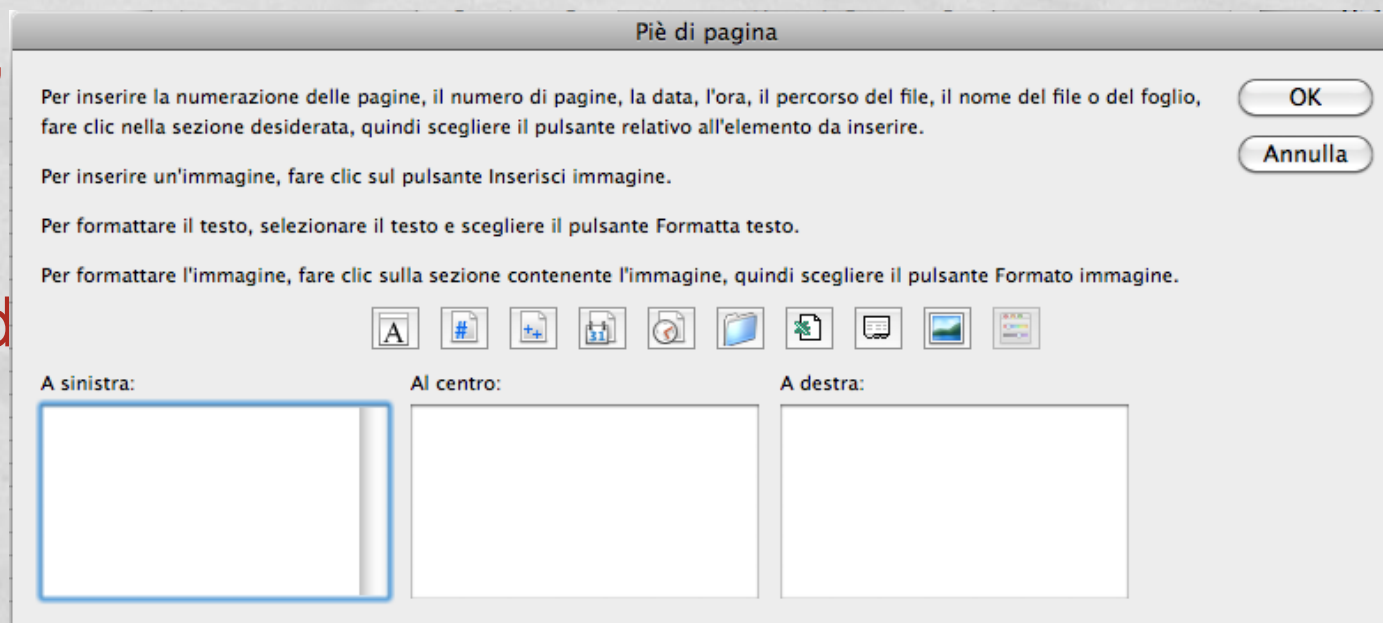 Piè di pagina
Per inserire la numerazione delle pagine, il numero di pagine, la data, l'ora, il percorso del file, il nome del file o del foglio,
fare clic nella sezione desiderata, quindi scegliere il pulsante relativo all'elemento da inserire.
OK
Annulla
Per inserire un'immagine, fare clic sul pulsante Inserisci immagine.
Per formattare il testo, selezionare il testo e scegliere il pulsante Formatta testo.
Per formattare l'immagine, fare clic sulla sezione contenente l'immagine, quindi scegliere il pulsante Formato immagine.
A # ++ 31
A sinistra: Al centro: A destra: